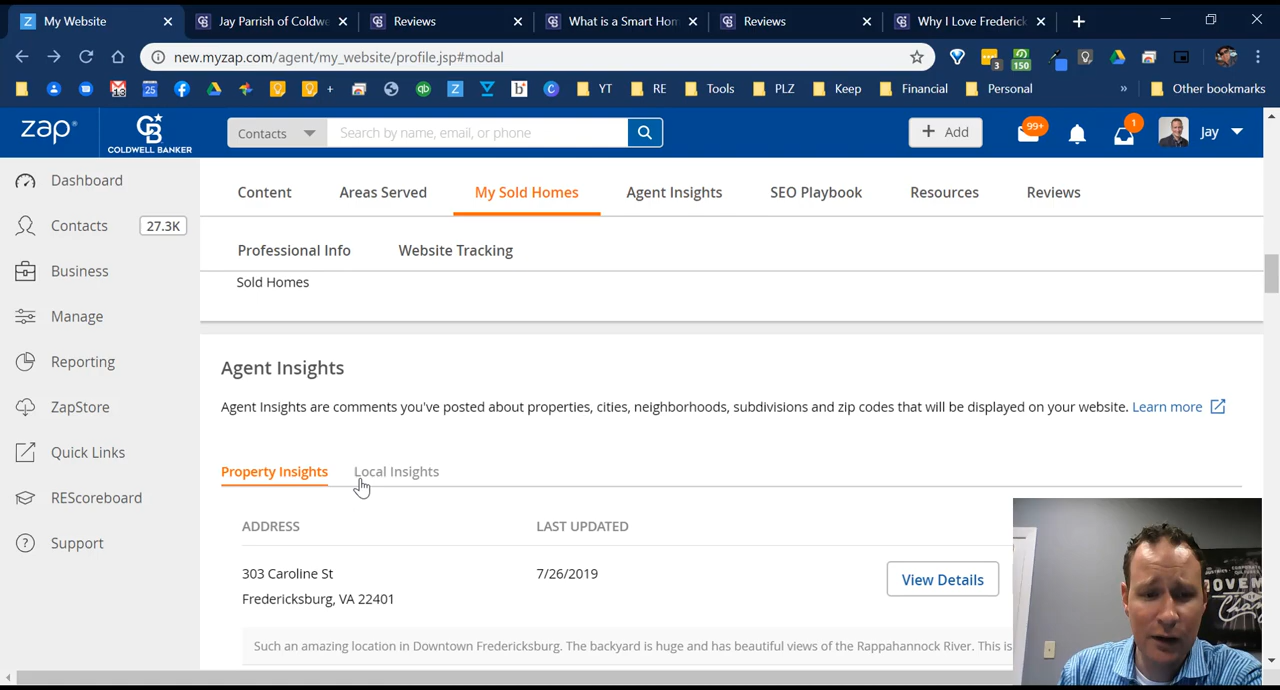 My Website
Jay Parrish of Coldwe
Reviews
What is a Smart Hom
Reviews
Why I Love Frederick
new.myzap.com/agent/my_website/profile.jsp#modal
3
150
25
YT
RE
Tools
PLZ
Keep
Financial
Personal
Other bookmarks
zap
CB
COLDWELL BANKER
Contacts
Search by name, email, or phone
+ Add
99+
1
Jay
Dashboard
Contacts
27.3K
Business
Manage
Reporting
ZapStore
Quick Links
REScoreboard
Support
Content
Areas Served
My Sold Homes
Agent Insights
SEO Playbook
Resources
Reviews
Professional Info
Website Tracking
Sold Homes
Agent Insights
Agent Insights are comments you've posted about properties, cities, neighborhoods, subdivisions and zip codes that will be displayed on your website. Learn more
Property Insights
Local Insights
ADDRESS
LAST UPDATED
303 Caroline St
Fredericksburg, VA 22401
7/26/2019
View Details
Such an amazing location in Downtown Fredericksburg. The backyard is huge and has beautiful views of the Rappahannock River. This is